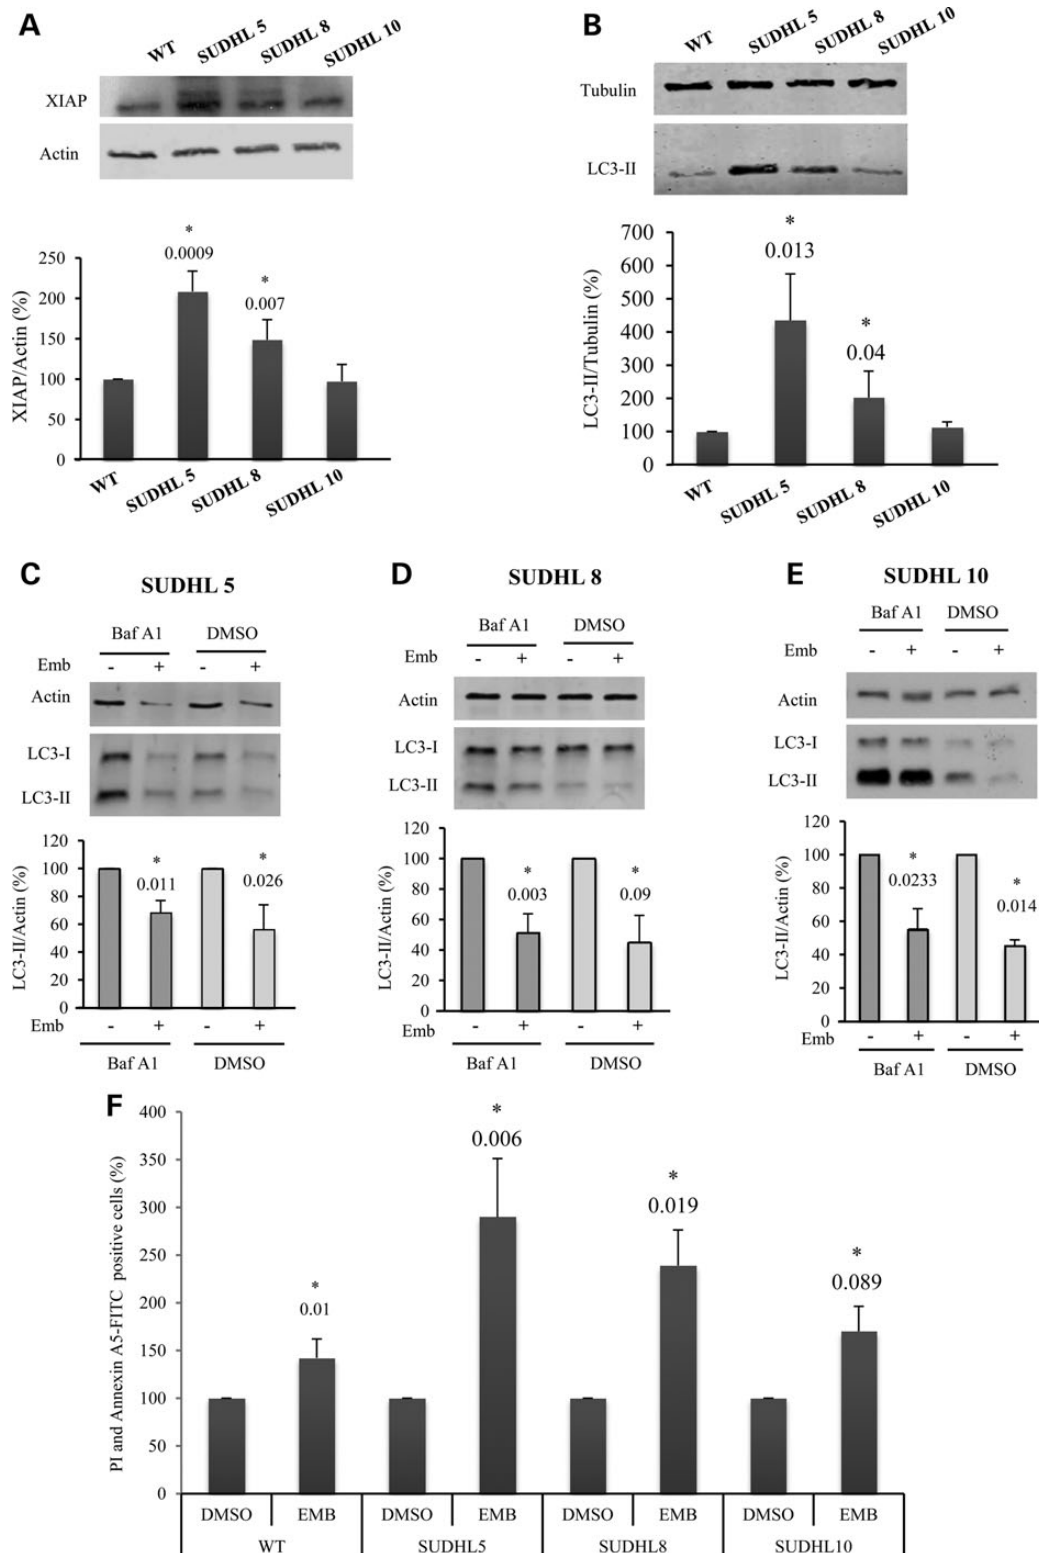 A
WT SUDHL 5 SUDHL 8 SUDHL 10
XIAP
Actin
* 0.0009
* 0.007
XIAP/Actin (%)
250
200
150
100
50
0
WT SUDHL 5 SUDHL 8 SUDHL 10
B
WT SUDHL 5 SUDHL 8 SUDHL 10
Tubulin
LC3-II
* 0.013
* 0.04
LC3-II/Tubulin (%)
700
600
500
400
300
200
100
0
WT SUDHL 5 SUDHL 8 SUDHL 10
C
SUDHL 5
Baf A1 DMSO
Emb - + - +
Actin
LC3-I
LC3-II
LC3-II/Actin (%)
120
100
80
60
40
20
0
* 0.011
* 0.026
Emb - + - +
Baf A1 DMSO
D
SUDHL 8
Baf A1 DMSO
Emb - + - +
Actin
LC3-I
LC3-II
LC3-II/Actin (%)
120
100
80
60
40
20
0
* 0.003
* 0.09
Emb - + - +
Baf A1 DMSO
E
SUDHL 10
Baf A1 DMSO
Emb - + - +
Actin
LC3-I
LC3-II
LC3-II/Actin (%)
120
100
80
60
40
20
0
* 0.0233
* 0.014
Emb - + - +
Baf A1 DMSO
F
PI and Annexin A5-FITC positive cells (%)
400
350
300
250
200
150
100
50
0
* 0.01
* 0.006
* 0.019
* 0.089
DMSO EMB DMSO EMB DMSO EMB DMSO EMB
WT SUDHL5 SUDHL8 SUDHL10